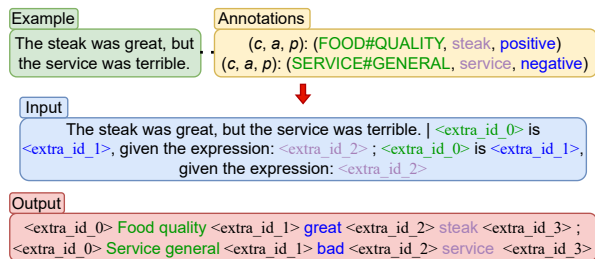 Example
Annotations
The steak was great, but
the service was terrible.
(c, a, p): (FOOD#QUALITY, steak, positive)
(c, a, p): (SERVICE#GENERAL, service, negative)
Input
The steak was great, but the service was terrible. | <extra_id_0> is
<extra_id_1>, given the expression: <extra_id_2> ; <extra_id_0> is <extra_id_1>,
given the expression: <extra_id_2>
Output
<extra_id_0> Food quality <extra_id_1> great <extra_id_2> steak <extra_id_3> ;
<extra_id_0> Service general <extra_id_1> bad <extra_id_2> service <extra_id_3>